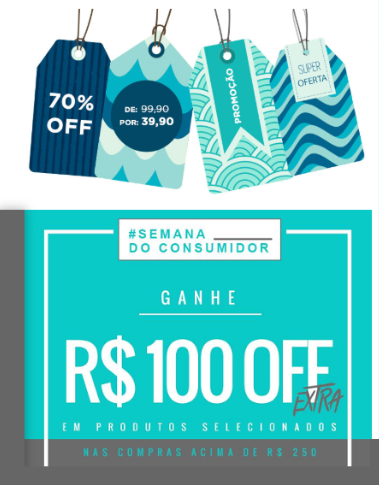 70%
OFF
DE: 99,90
POR: 39,90
PROMOÇÃO
SUPER
OFERTA
#SEMANA
DO CONSUMIDOR
GANHE
R$ 100 OFF
EXTRA
EM PRODUTOS SELECIONADOS
NAS COMPRAS ACIMA DE R$ 250